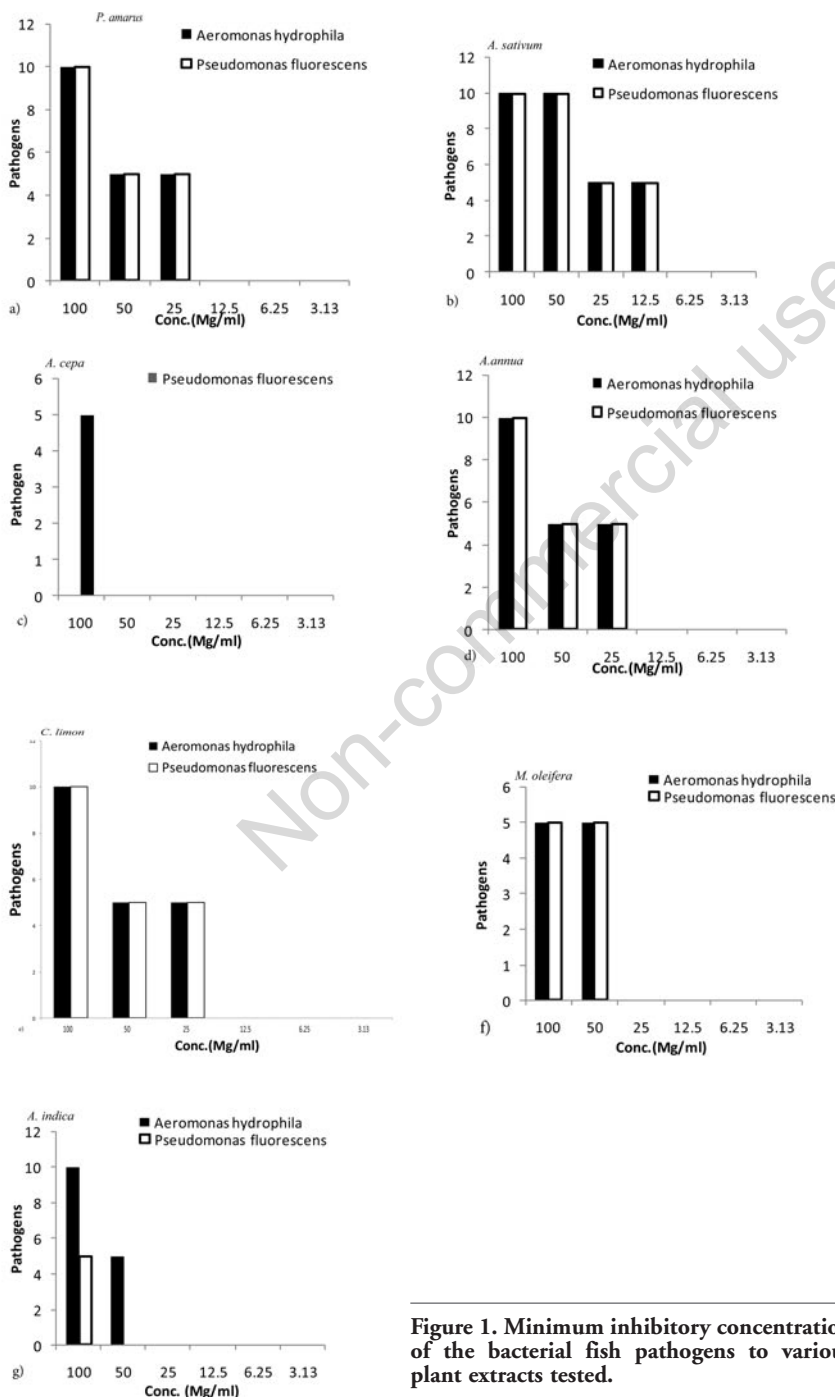 P. amarus
Aeromonas hydrophila
Pseudomonas fluorescens
12
10
8
6
4
2
0
Pathogens
100 50 25 12.5 6.25 3.13
Conc.(Mg/ml)
a)
A. sativum
Aeromonas hydrophila
Pseudomonas fluorescens
12
10
8
6
4
2
0
Pathogens
100 50 25 12.5 6.25 3.13
Conc.(Mg/ml)
b)
A. cepa
Pseudomonas fluorescens
6
5
4
3
2
1
0
Pathogen
100 50 25 12.5 6.25 3.13
Conc.(Mg/ml)
c)
A.annua
Aeromonas hydrophila
Pseudomonas fluorescens
12
10
8
6
4
2
0
Pathogens
100 50 25 12.5 6.25 3.13
Conc.(Mg/ml)
d)
C. limon
Aeromonas hydrophila
Pseudomonas fluorescens
12
10
8
6
4
2
0
Pathogens
100 50 25 12.5 6.25 3.13
Conc.(Mg/ml)
e)
M. oleifera
Aeromonas hydrophila
Pseudomonas fluorescens
6
5
4
3
2
1
0
Pathogens
100 50 25 12.5 6.25 3.13
Conc.(Mg/ml)
f)
A. indica
Aeromonas hydrophila
Pseudomonas fluorescens
12
10
8
6
4
2
0
Pathogens
100 50 25 12.5 6.25 3.13
Conc. (Mg/ml)
g)
Figure 1. Minimum inhibitory concentratio
of the bacterial fish pathogens to variou
plant extracts tested.
Non-commercial use